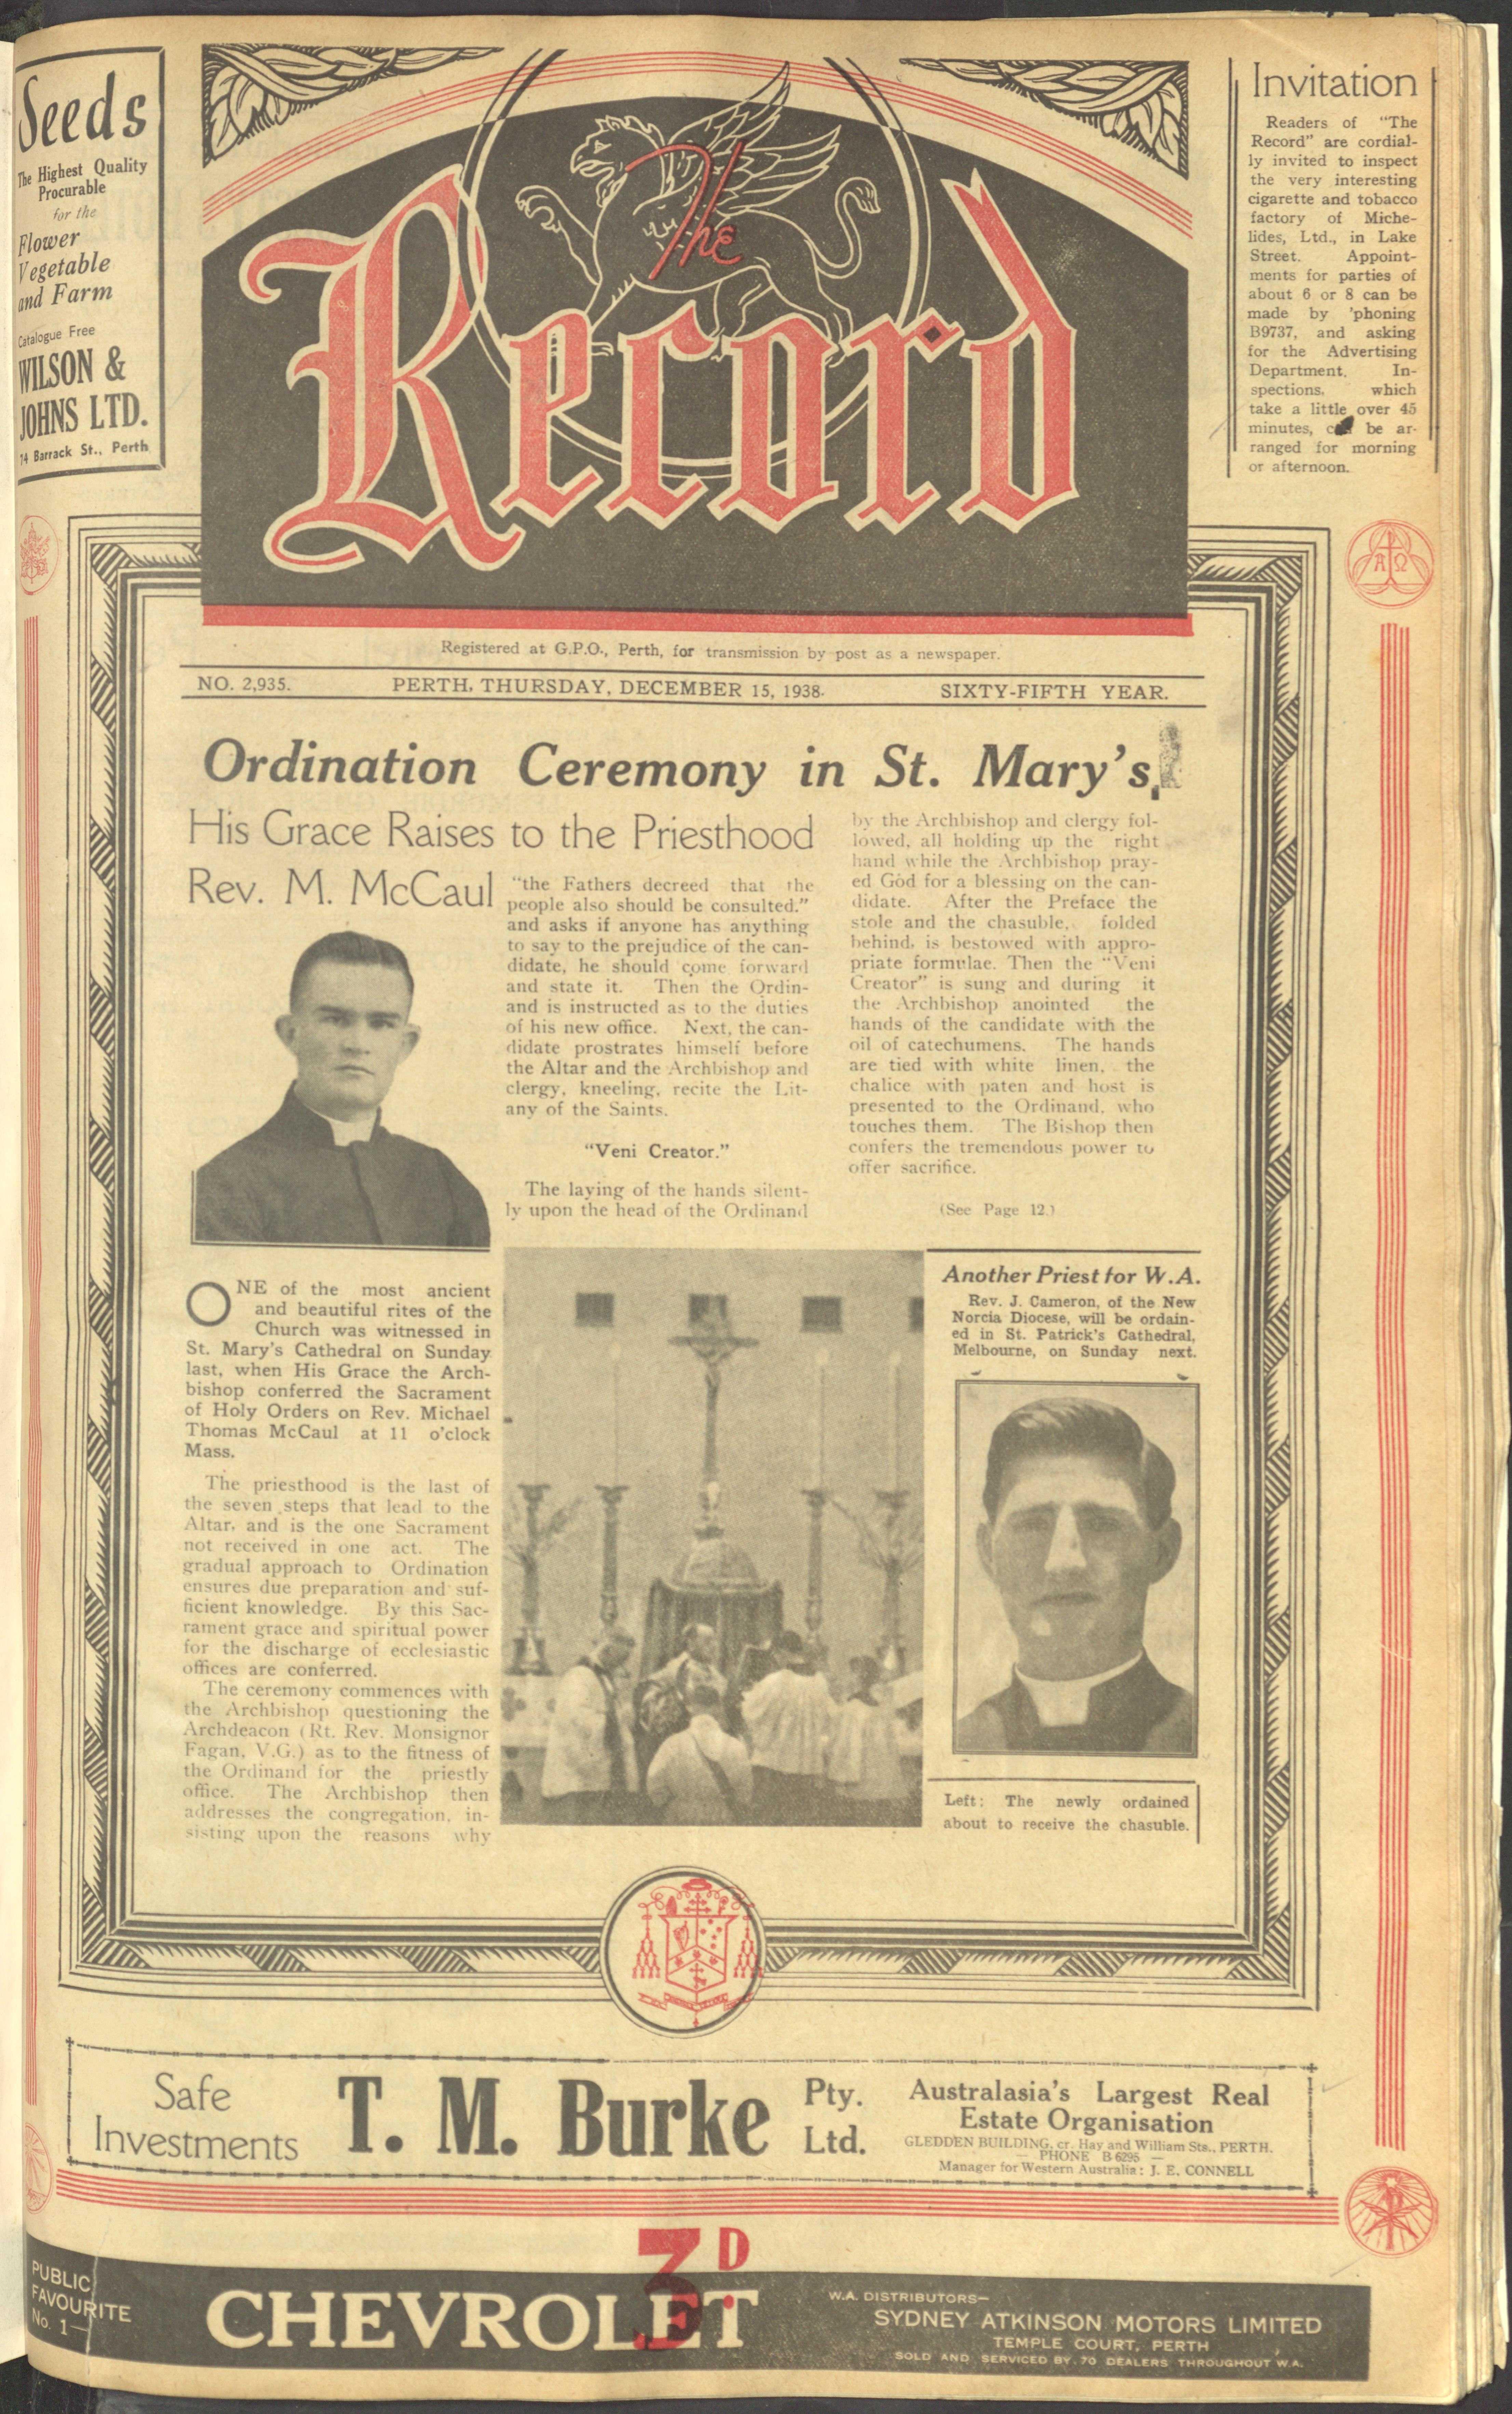 Seeds
The Highest Quality
Procurable
for the
Flower
Vegetable
and Farm
Catalogue Free
WILSON &
JOHNS LTD.
74 Barrack St., Perth
The
Record
Invitation
Readers of "The
Record" are cordial-
ly invited to inspect
the very interesting
cigarette and tobacco
factory of Miche-
lides, Ltd., in Lake
Street. Appoint-
ments for parties of
about 6 or 8 can be
made by 'phoning
B9737, and asking
for the Advertising
Department. In-
spections, which
take a little over 45
minutes, can be ar-
ranged for morning
or afternoon.
A Ω
Registered at G.P.O., Perth, for transmission by post as a newspaper.
NO. 2,935. PERTH, THURSDAY, DECEMBER 15, 1938. SIXTY-FIFTH YEAR.
Ordination Ceremony in St. Mary's
His Grace Raises to the Priesthood
Rev. M. McCaul
ONE of the most ancient
and beautiful rites of the
Church was witnessed in
St. Mary's Cathedral on Sunday
last, when His Grace the Arch-
bishop conferred the Sacrament
of Holy Orders on Rev. Michael
Thomas McCaul at 11 o'clock
Mass.
The priesthood is the last of
the seven steps that lead to the
Altar, and is the one Sacrament
not received in one act. The
gradual approach to Ordination
ensures due preparation and suf-
ficient knowledge. By this Sac-
rament grace and spiritual power
for the discharge of ecclesiastic
offices are conferred.
The ceremony commences with
the Archbishop questioning the
Archdeacon (Rt. Rev. Monsignor
Fagan, V.G.) as to the fitness of
the Ordinand for the priestly
office. The Archbishop then
addresses the congregation, in-
sisting upon the reasons why
"the Fathers decreed that the
people also should be consulted."
and asks if anyone has anything
to say to the prejudice of the can-
didate, he should come forward
and state it. Then the Ordin-
and is instructed as to the duties
of his new office. Next, the can-
didate prostrates himself before
the Altar and the Archbishop and
clergy, kneeling, recite the Lit-
any of the Saints.
"Veni Creator."
The laying of the hands silent-
ly upon the head of the Ordinand
by the Archbishop and clergy fol-
lowed, all holding up the right
hand while the Archbishop pray-
ed God for a blessing on the can-
didate. After the Preface the
stole and the chasuble, folded
behind, is bestowed with appro-
priate formulae. Then the "Veni
Creator" is sung and during it
the Archbishop anointed the
hands of the candidate with the
oil of catechumens. The hands
are tied with white linen, the
chalice with paten and host is
presented to the Ordinand, who
touches them. The Bishop then
confers the tremendous power to
offer sacrifice.
(See Page 12.)
Another Priest for W.A.
Rev. J. Cameron, of the New
Norcia Diocese, will be ordain-
ed in St. Patrick's Cathedral,
Melbourne, on Sunday next.
Left: The newly ordained
about to receive the chasuble.
Safe
Investments
T. M. Burke
Pty.
Ltd.
Australasia's Largest Real
Estate Organisation
GLEDDEN BUILDING, cr. Hay and William Sts., PERTH.
— PHONE B 6295 —
Manager for Western Australia: J. E. CONNELL
3D.
PUBLIC
FAVOURITE
No. 1—
CHEVROLET
W.A. DISTRIBUTORS—
SYDNEY ATKINSON MOTORS LIMITED
TEMPLE COURT, PERTH
SOLD AND SERVICED BY 70 DEALERS THROUGHOUT W.A.